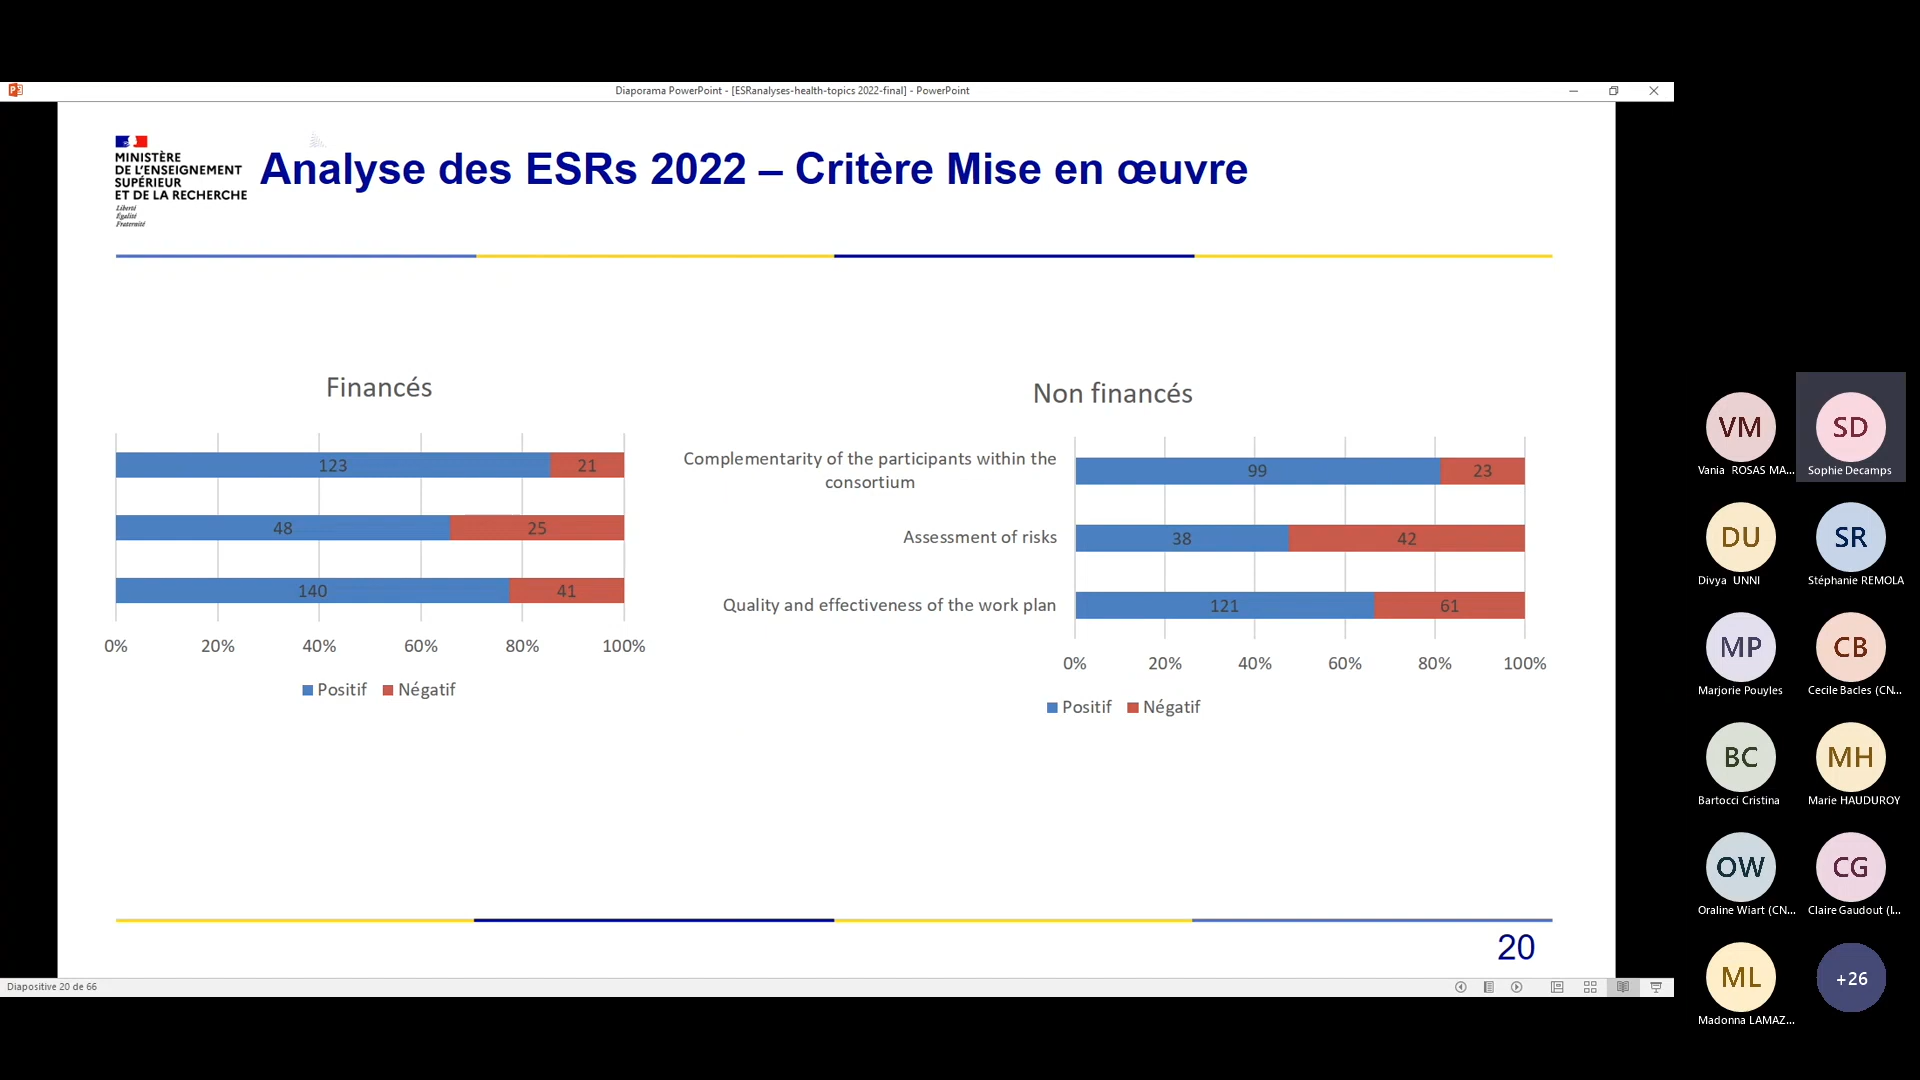 Diaporama PowerPoint - [ESRanalyses-health-topics 2022-final] - PowerPoint
MINISTÈRE
DE L'ENSEIGNEMENT
SUPÉRIEUR
ET DE LA RECHERCHE
Liberté
Égalité
Fraternité
Analyse des ESRs 2022 – Critère Mise en œuvre
Financés
123 21
48 25
140 41
0% 20% 40% 60% 80% 100%
Positif Négatif
Non financés
Complementarity of the participants within the
consortium
99 23
Assessment of risks
38 42
Quality and effectiveness of the work plan
121 61
0% 20% 40% 60% 80% 100%
Positif Négatif
20
Diapositive 20 de 66
VM
Vania ROSAS MA...
SD
Sophie Decamps
DU
Divya UNNI
SR
Stéphanie REMOLA
MP
Marjorie Pouyles
CB
Cecile Bacles (CN...
BC
Bartocci Cristina
MH
Marie HAUDUROY
OW
Oraline Wiart (CN...
CG
Claire Gaudout (I...
ML
Madonna LAMAZ...
+26